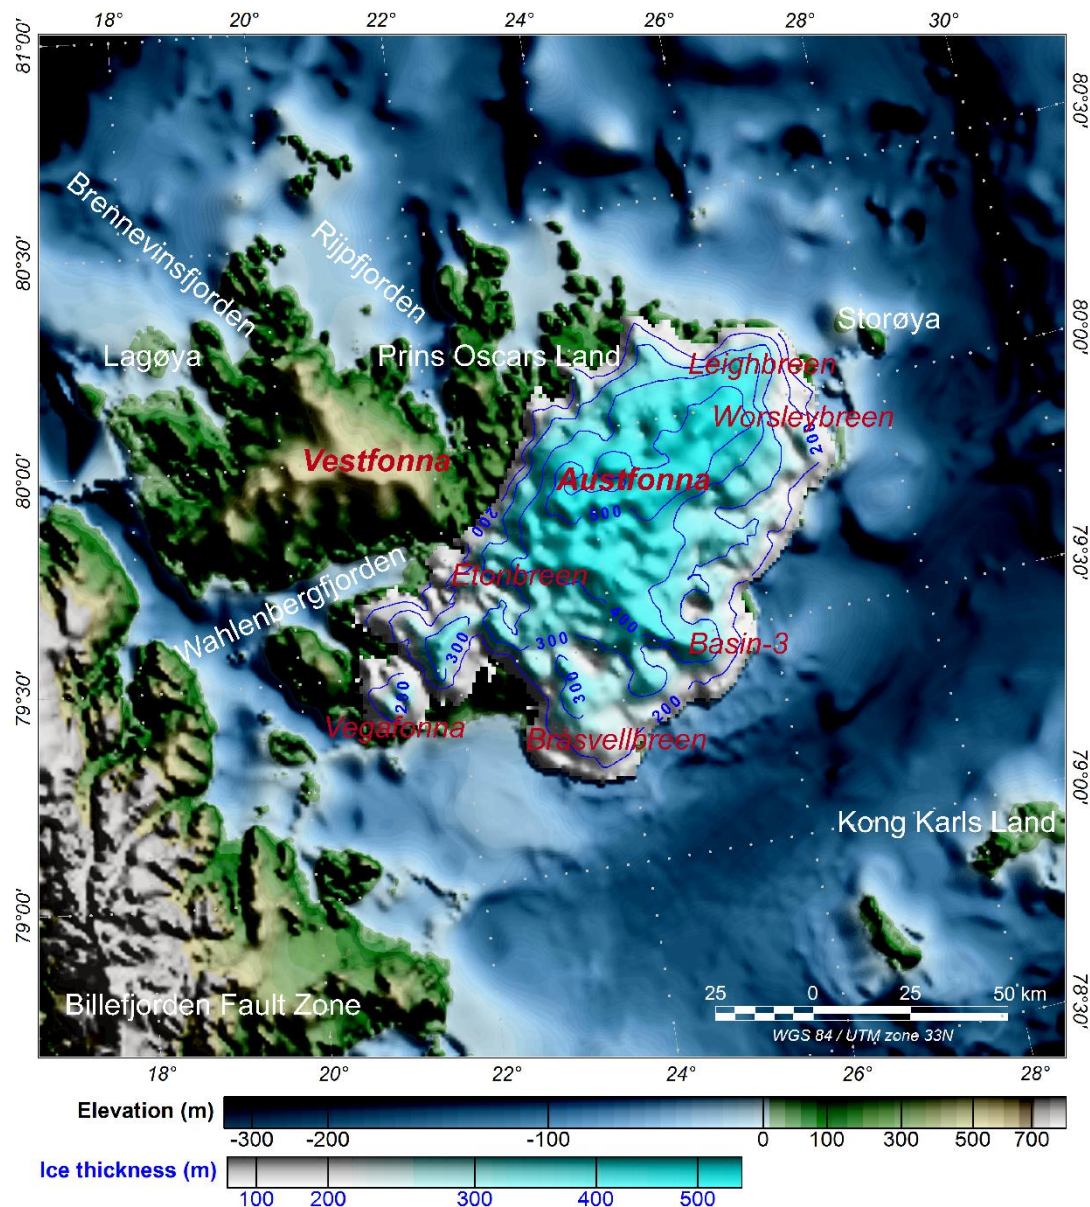 18° 20° 22° 24° 26° 28° 30°
81°00'
80°30'
80°30'
80°00'
80°00'
79°30'
79°30'
79°00'
79°00'
78°30'
Brennevinsfjorden
Rijpfjorden
Storøya
Lagøya
Prins Oscars Land
Leighbreen
Worsleybreen
200
Vestfonna
Austfonna
500
200
Etonbreen
Wahlenbergfjorden
400
300
300
Basin-3
300
200
200
Vegafonna
Bråsvellbreen
Kong Karls Land
Billefjorden Fault Zone
25 0 25 50 km
WGS 84 / UTM zone 33N
18° 20° 22° 24° 26° 28°
Elevation (m)
-300 -200 -100 0 100 300 500 700
Ice thickness (m)
100 200 300 400 500